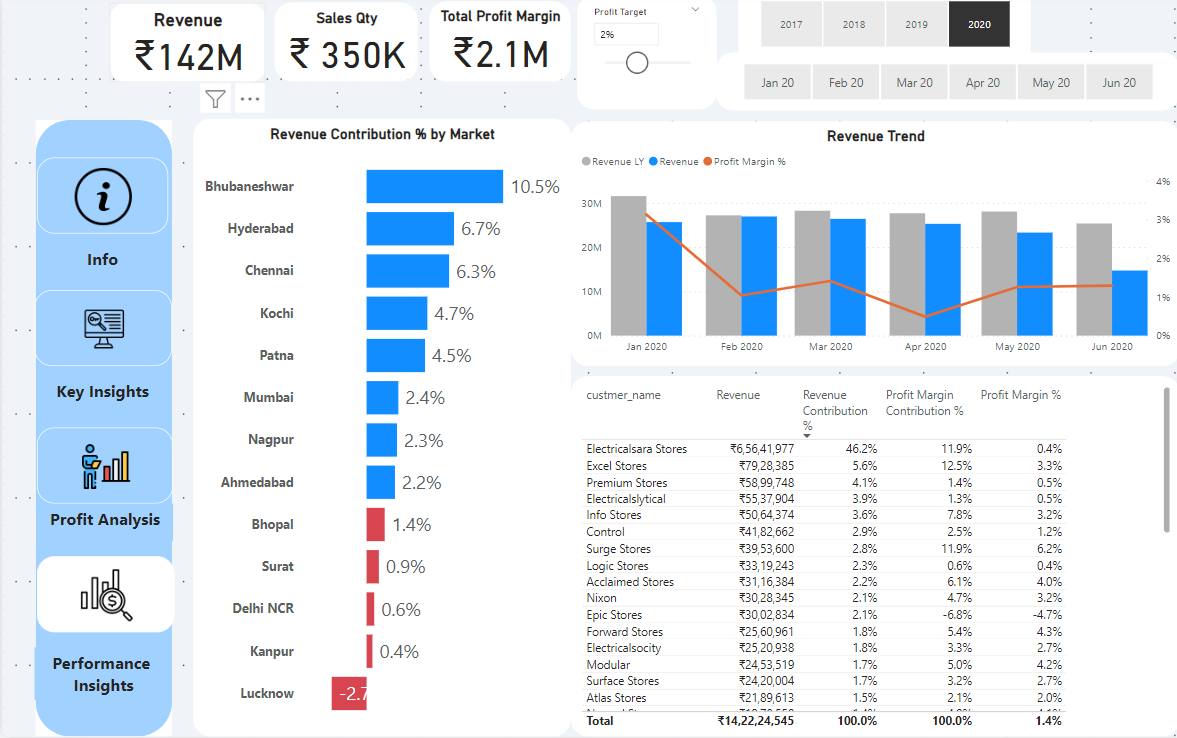 Revenue
₹142M
Sales Qty
₹ 350K
Total Profit Margin
₹2.1M
Profit Target
2%
2017 2018 2019 2020
Jan 20 Feb 20 Mar 20 Apr 20 May 20 Jun 20
Info
Key Insights
Profit Analysis
Performance
Insights
Revenue Contribution % by Market
Bhubaneshwar 10.5%
Hyderabad 6.7%
Chennai 6.3%
Kochi 4.7%
Patna 4.5%
Mumbai 2.4%
Nagpur 2.3%
Ahmedabad 2.2%
Bhopal 1.4%
Surat 0.9%
Delhi NCR 0.6%
Kanpur 0.4%
Lucknow -2.7
Revenue Trend
Revenue LY Revenue Profit Margin %
30M
20M
10M
0M
4%
3%
2%
1%
0%
Jan 2020 Feb 2020 Mar 2020 Apr 2020 May 2020 Jun 2020
custmer_name Revenue Revenue Contribution % Profit Margin Contribution % Profit Margin %
Electricalsara Stores ₹6,56,41,977 46.2% 11.9% 0.4%
Excel Stores ₹79,28,385 5.6% 12.5% 3.3%
Premium Stores ₹58,99,748 4.1% 1.4% 0.5%
Electricalslytical ₹55,37,904 3.9% 1.3% 0.5%
Info Stores ₹50,64,374 3.6% 7.8% 3.2%
Control ₹41,82,662 2.9% 2.5% 1.2%
Surge Stores ₹39,53,600 2.8% 11.9% 6.2%
Logic Stores ₹33,19,243 2.3% 0.6% 0.4%
Acclaimed Stores ₹31,16,384 2.2% 6.1% 4.0%
Nixon ₹30,28,345 2.1% 4.7% 3.2%
Epic Stores ₹30,02,834 2.1% -6.8% -4.7%
Forward Stores ₹25,60,961 1.8% 5.4% 4.3%
Electricalsocity ₹25,20,938 1.8% 3.3% 2.7%
Modular ₹24,53,519 1.7% 5.0% 4.2%
Surface Stores ₹24,20,004 1.7% 3.2% 2.7%
Atlas Stores ₹21,89,613 1.5% 2.1% 2.0%
Total ₹14,22,24,545 100.0% 100.0% 1.4%